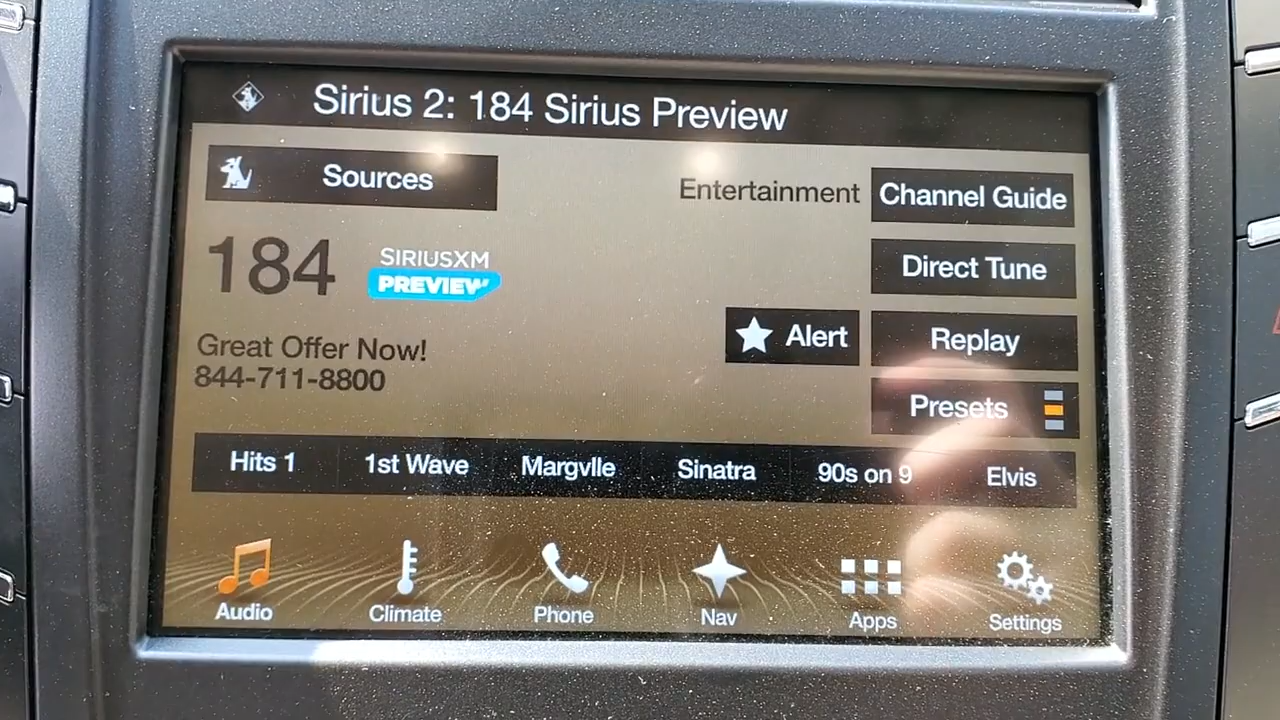 Sirius 2: 184 Sirius Preview
Sources
Entertainment
Channel Guide
184
SIRIUSXM
PREVIEW
Direct Tune
Great Offer Now!
844-711-8800
Alert
Replay
Presets
Hits 1
1st Wave
Margvlle
Sinatra
90s on 9
Elvis
Audio
Climate
Phone
Nav
Apps
Settings